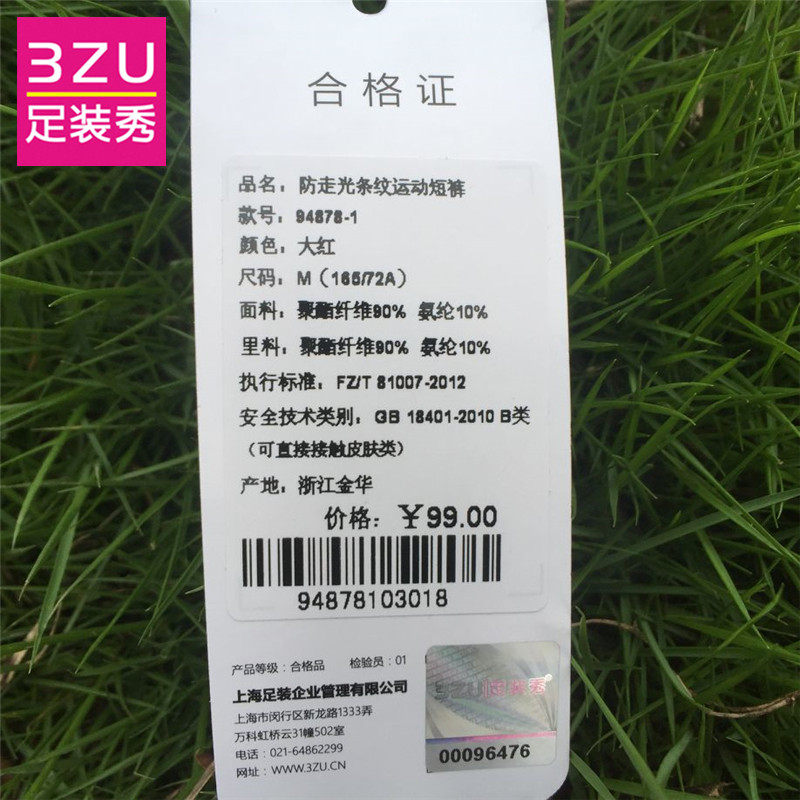 3ZU
足装秀
合格证
品名：防走光条纹运动短裤
款号：94878-1
颜色：大红
尺码：M（165/72A）
面料：聚酯纤维90% 氨纶10%
里料：聚酯纤维90% 氨纶10%
执行标准：FZ/T 81007-2012
安全技术类别：GB 18401-2010 B类
（可直接接触皮肤类）
产地：浙江金华
价格：￥99.00
94878103018
产品等级：合格品 检验员：01
上海足装企业管理有限公司
上海市闵行区新龙路1333弄
万科虹桥云31幢502室
电话：021-64862299
网址：WWW.3ZU.CN
3ZU足装秀
00096476